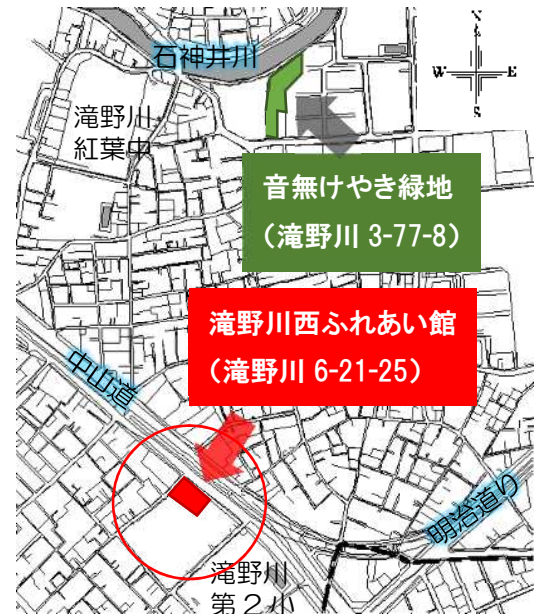 石神井川
N
W E
S
滝野川
紅葉中
音無けやき緑地
（滝野川 3-77-8）
滝野川西ふれあい館
（滝野川 6-21-25）
中山道
明治通り
滝野川
第２小